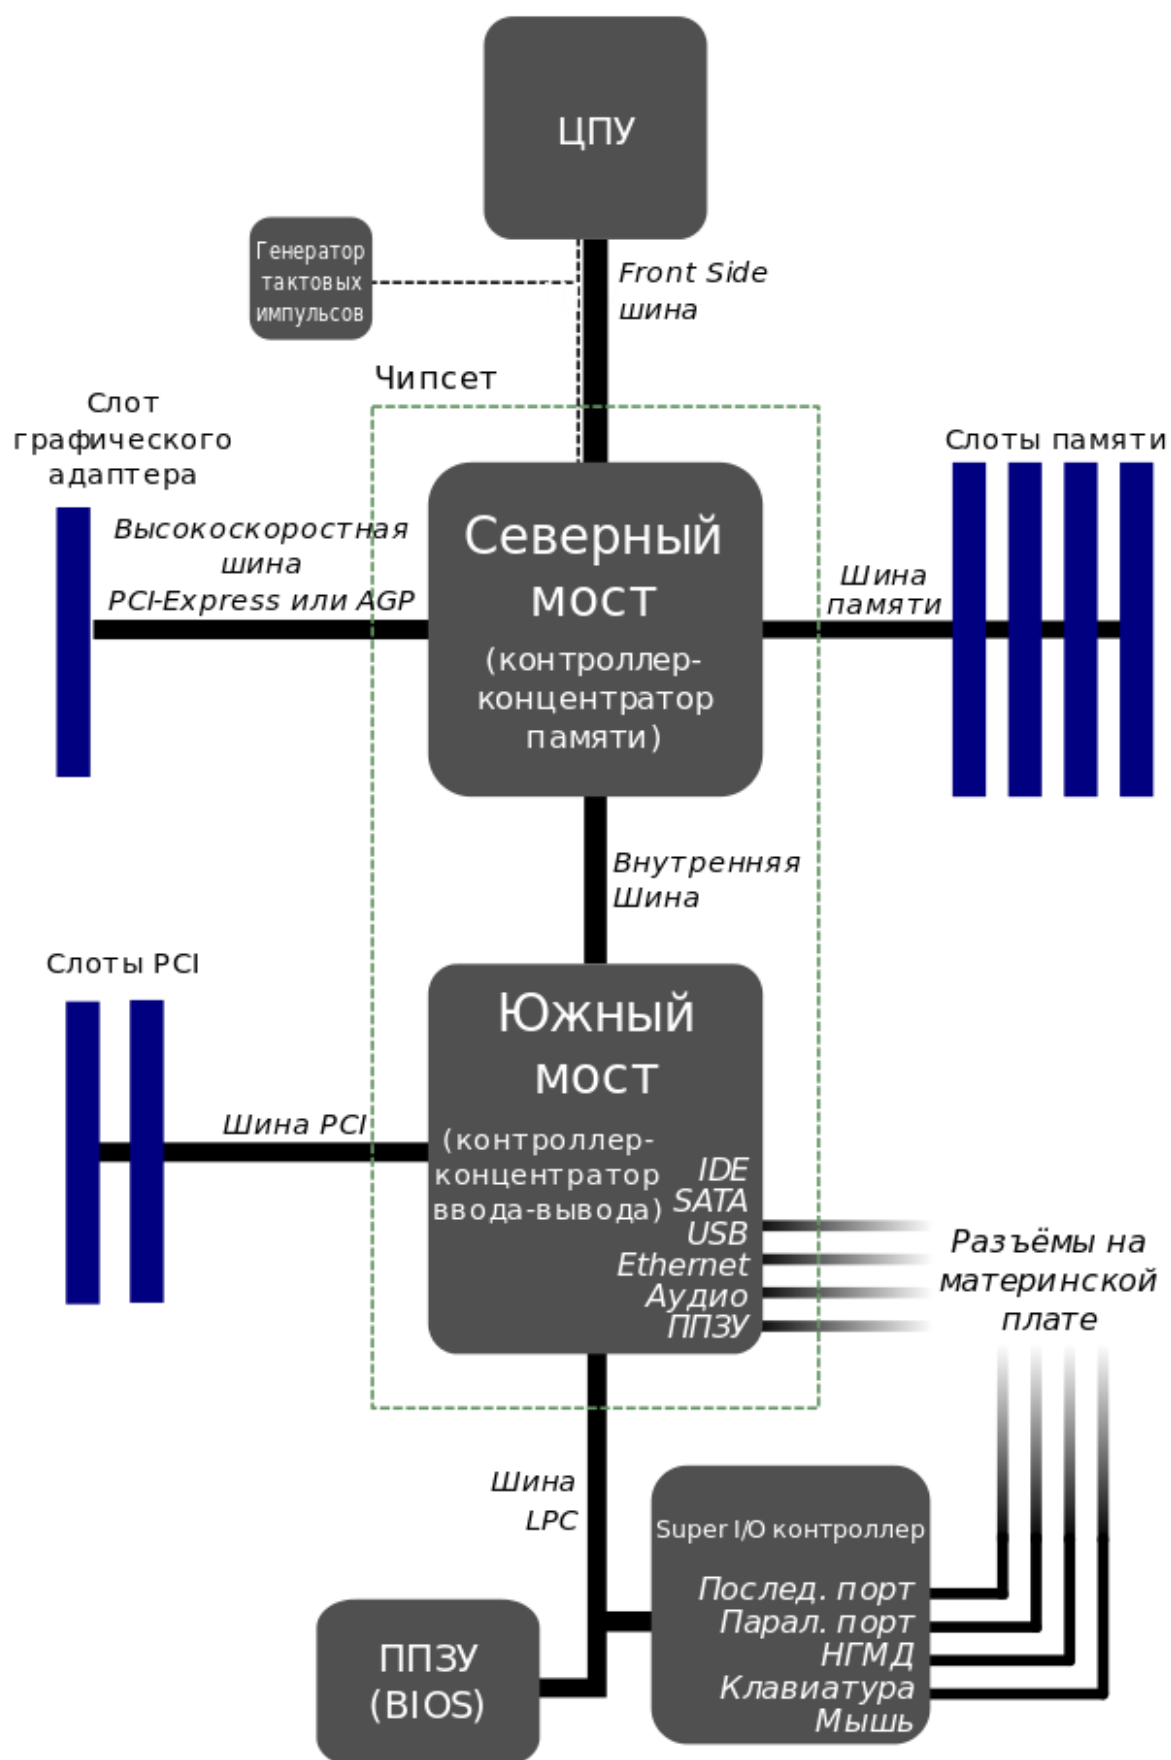 ЦПУ
Генератор
тактовых
импульсов
Front Side
шина
Чипсет
Слот
графического
адаптера
Слоты памяти
Высокоскоростная
шина
PCI-Express или AGP
Северный
мост
(контроллер-
концентратор
памяти)
Шина
памяти
Внутренняя
Шина
Слоты PCI
Южный
мост
(контроллер-
концентратор
ввода-вывода)
Шина PCI
IDE
SATA
USB
Ethernet
Аудио
ППЗУ
Разъёмы на
материнской
плате
Шина
LPC
Super I/O контроллер
Послед. порт
Парал. порт
НГМД
Клавиатура
Мышь
ППЗУ
(BIOS)